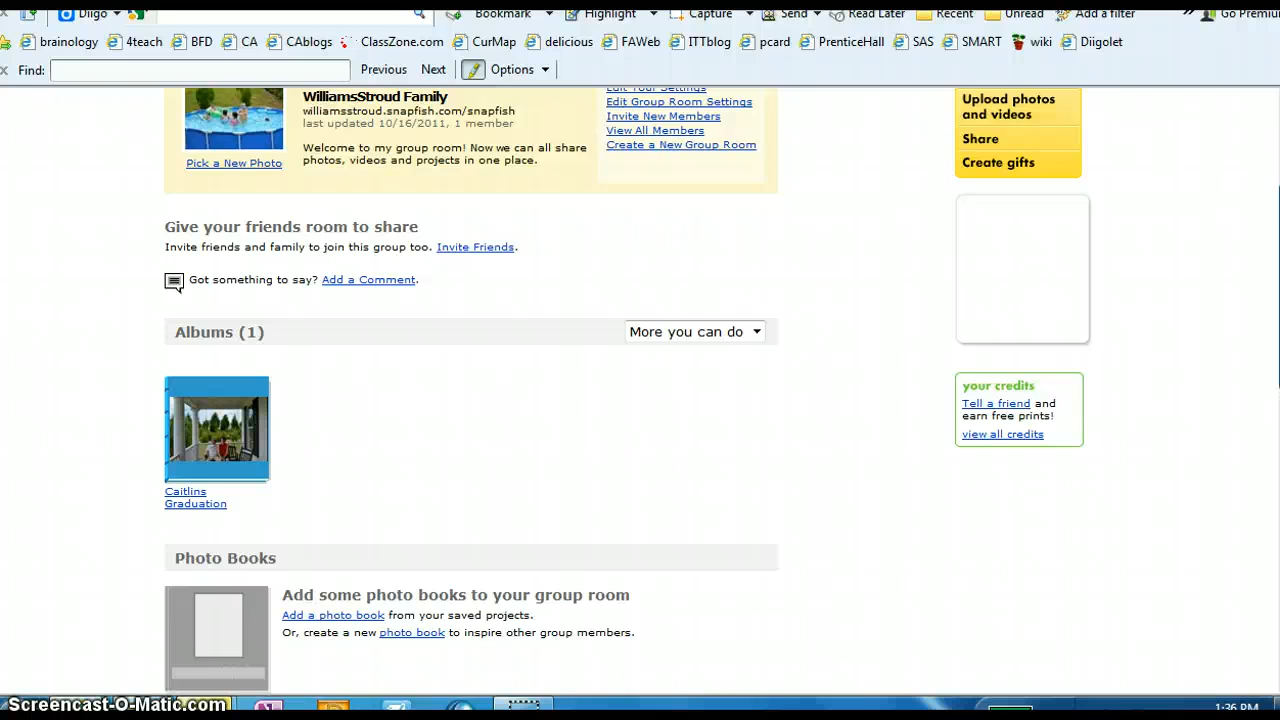 Diigo Bookmark Highlight Capture Send Read Later Recent Unread Add a filter » Go Premium
brainology 4teach BFD CA CAblogs ClassZone.com CurMap delicious FAWeb ITTblog pcard PrenticeHall SAS SMART wiki Diigolet
x Find: Previous Next Options
WilliamsStroud Family
williamsstroud.snapfish.com/snapfish
last updated 10/16/2011, 1 member
Welcome to my group room! Now we can all share
photos, videos and projects in one place.
Pick a New Photo
Edit Your Settings
Edit Group Room Settings
Invite New Members
View All Members
Create a New Group Room
Upload photos
and videos
Share
Create gifts
Give your friends room to share
Invite friends and family to join this group too. Invite Friends.
Got something to say? Add a Comment.
Albums (1) More you can do
your credits
Tell a friend and
earn free prints!
view all credits
Caitlins
Graduation
Photo Books
Add some photo books to your group room
Add a photo book from your saved projects.
Or, create a new photo book to inspire other group members.
Screencast-O-Matic.com 1:36 PM